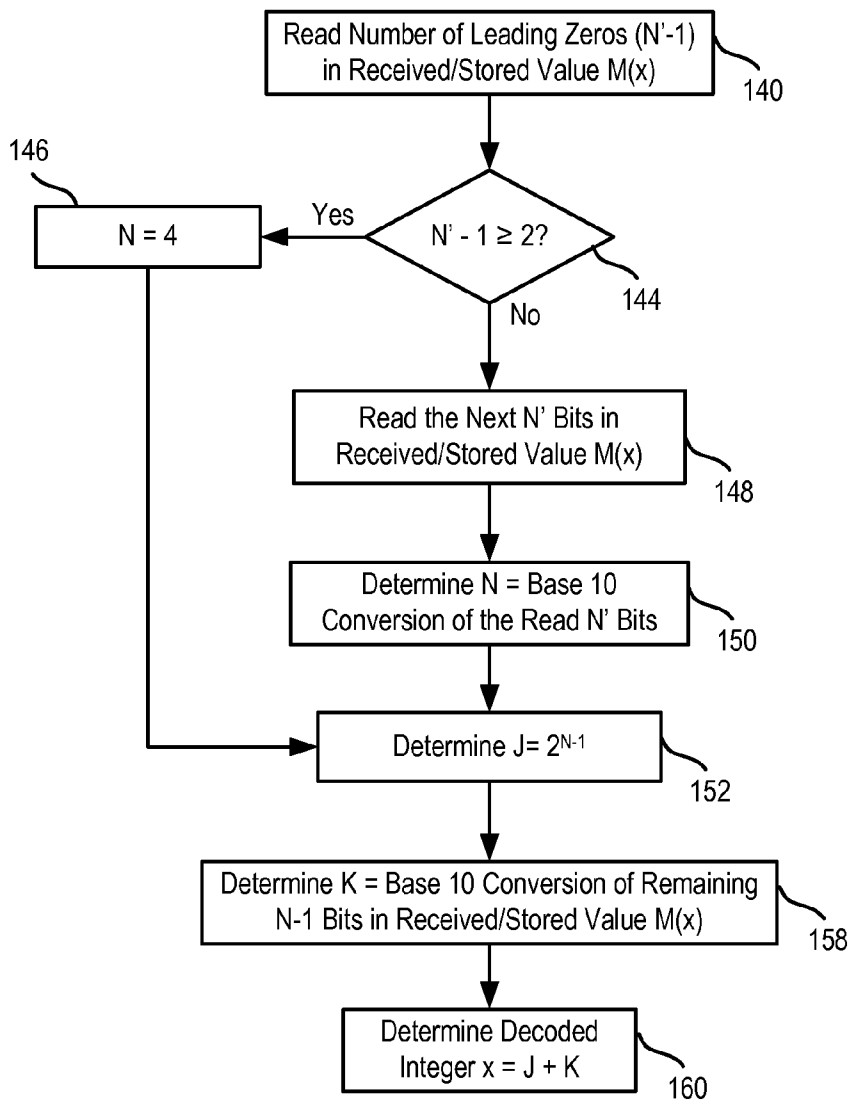 Read Number of Leading Zeros (N'-1)
in Received/Stored Value M(x)
140
146
N = 4
Yes
N' - 1 ≥ 2?
144
No
Read the Next N' Bits in
Received/Stored Value M(x)
148
Determine N = Base 10
Conversion of the Read N' Bits
150
Determine J= 2^{N-1}
152
Determine K = Base 10 Conversion of Remaining
N-1 Bits in Received/Stored Value M(x)
158
Determine Decoded
Integer x = J + K
160